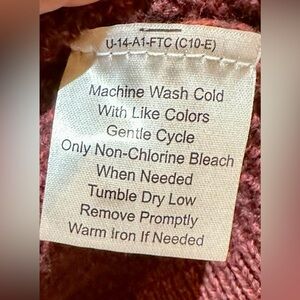 U-14-A1-FTC (C10-E)
Machine Wash Cold
With Like Colors
Gentle Cycle
Only Non-Chlorine Bleach
When Needed
Tumble Dry Low
Remove Promptly
Warm Iron If Needed